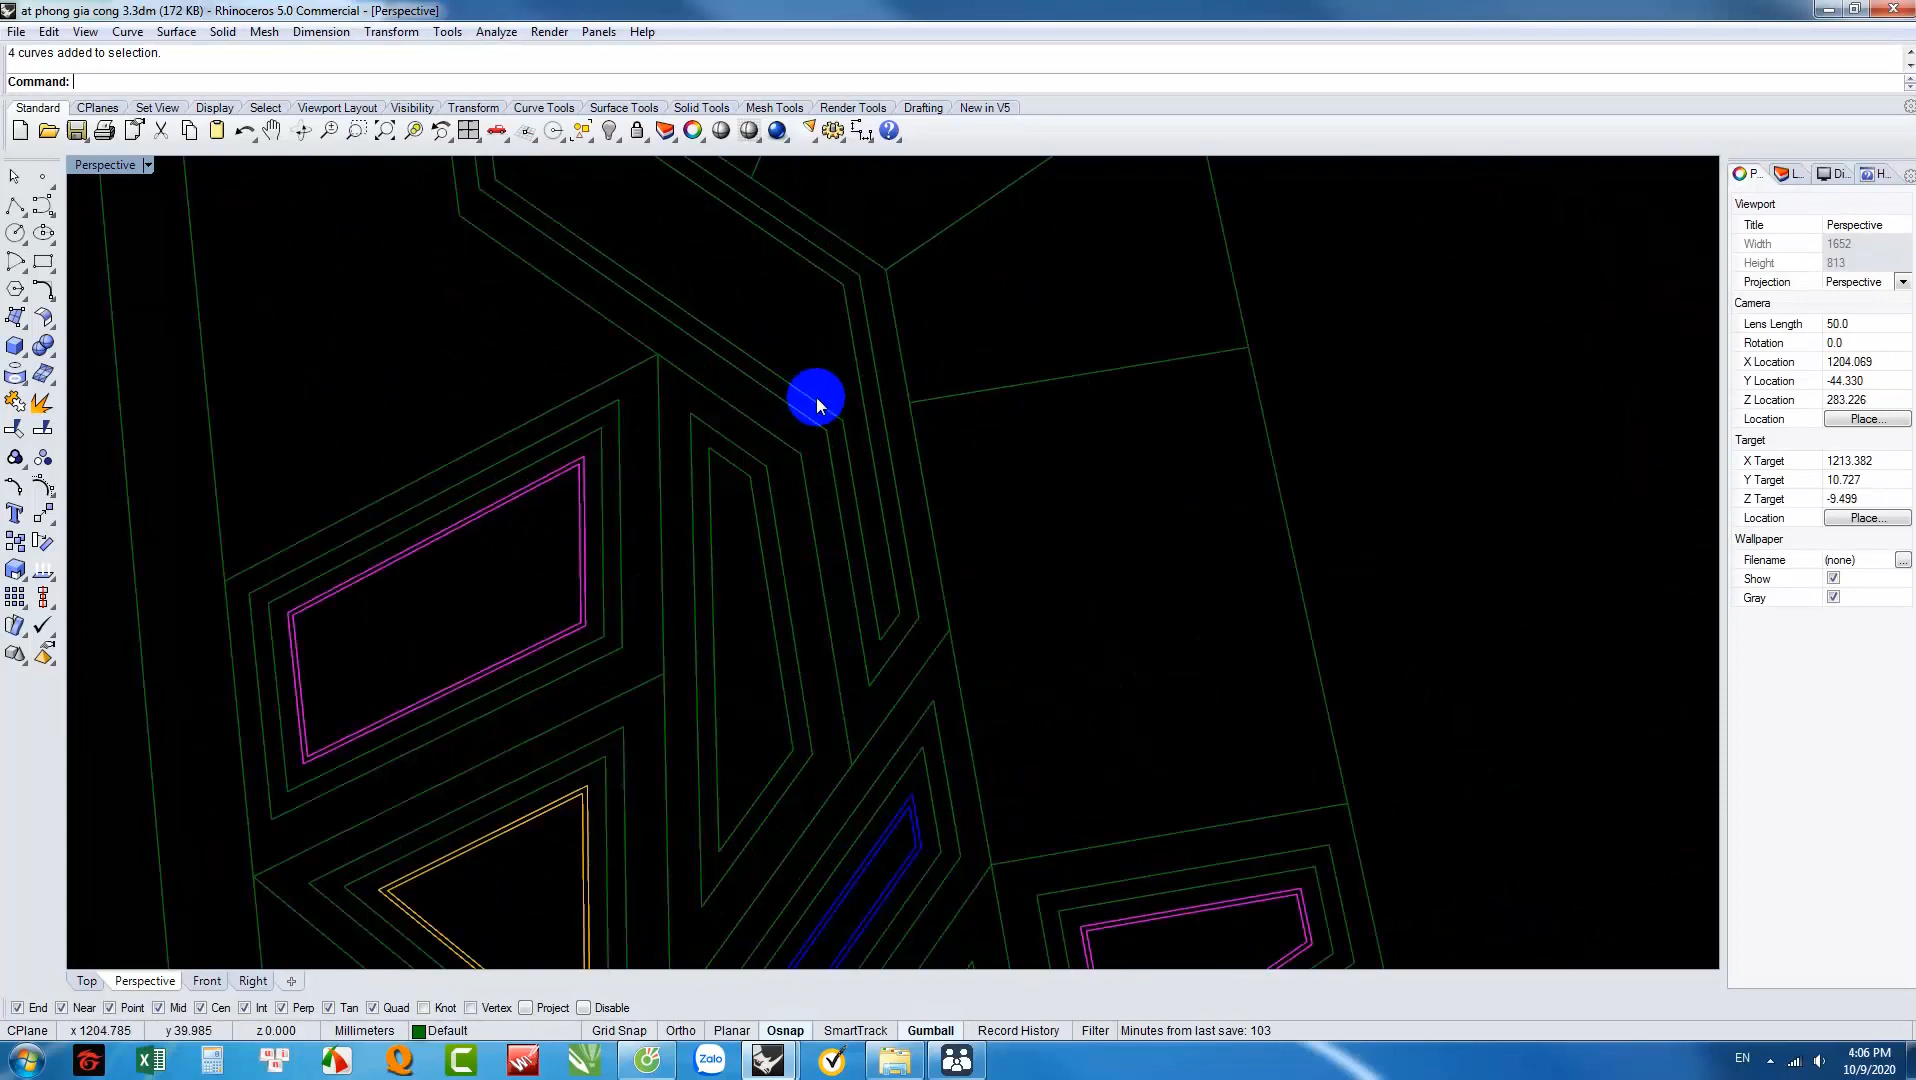 at phong gia cong 3.3dm (172 KB) - Rhinoceros 5.0 Commercial - [Perspective]
File Edit View Curve Surface Solid Mesh Dimension Transform Tools Analyze Render Panels Help
4 curves added to selection.
Command:
Standard CPlanes Set View Display Select Viewport Layout Visibility Transform Curve Tools Surface Tools Solid Tools Mesh Tools Render Tools Drafting New in V5
Perspective
P... L... Di... H...
Viewport
Title Perspective
Width 1652
Height 813
Projection Perspective
Camera
Lens Length 50.0
Rotation 0.0
X Location 1204.069
Y Location -44.330
Z Location 283.226
Location Place...
Target
X Target 1213.382
Y Target 10.727
Z Target -9.499
Location Place...
Wallpaper
Filename (none) ...
Show
Gray
Top Perspective Front Right
End Near Point Mid Cen Int Perp Tan Quad Knot Vertex Project Disable
CPlane x 1204.785 y 39.985 z 0.000 Millimeters Default Grid Snap Ortho Planar Osnap SmartTrack Gumball Record History Filter Minutes from last save: 103
Zalo
EN 4:06 PM
10/9/2020